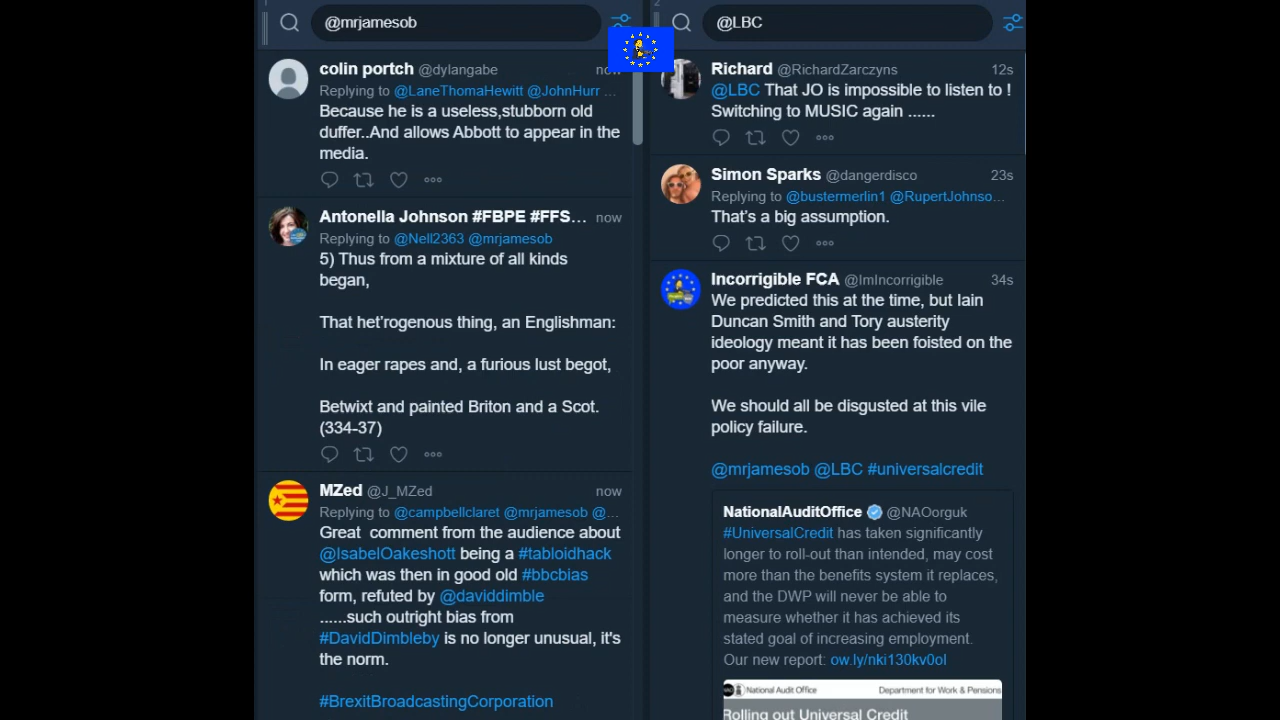 @mrjamesob
colin portch @dylangabe now
Replying to @LaneThomaHewitt @JohnHurr ...
Because he is a useless,stubborn old
duffer..And allows Abbott to appear in the
media.
Antonella Johnson #FBPE #FFS... now
Replying to @Nell2363 @mrjamesob
5) Thus from a mixture of all kinds
began,
That het'rogenous thing, an Englishman:
In eager rapes and, a furious lust begot,
Betwixt and painted Briton and a Scot.
(334-37)
MZed @J_MZed now
Replying to @campbellclaret @mrjamesob @...
Great comment from the audience about
@IsabelOakeshott being a #tabloidhack
which was then in good old #bbcbias
form, refuted by @daviddimble
......such outright bias from
#DavidDimbleby is no longer unusual, it's
the norm.
#BrexitBroadcastingCorporation
2
@LBC
Richard @RichardZarczyns 12s
@LBC That JO is impossible to listen to !
Switching to MUSIC again ......
Simon Sparks @dangerdisco 23s
Replying to @bustermerlin1 @RupertJohnso...
That's a big assumption.
Incorrigible FCA @ImIncorrigible 34s
We predicted this at the time, but Iain
Duncan Smith and Tory austerity
ideology meant it has been foisted on the
poor anyway.
We should all be disgusted at this vile
policy failure.
@mrjamesob @LBC #universalcredit
NationalAuditOffice @NAOorguk
#UniversalCredit has taken significantly
longer to roll-out than intended, may cost
more than the benefits system it replaces,
and the DWP will never be able to
measure whether it has achieved its
stated goal of increasing employment.
Our new report: ow.ly/nki130kv0ol
National Audit Office Department for Work & Pensions
Rolling out Universal Credit